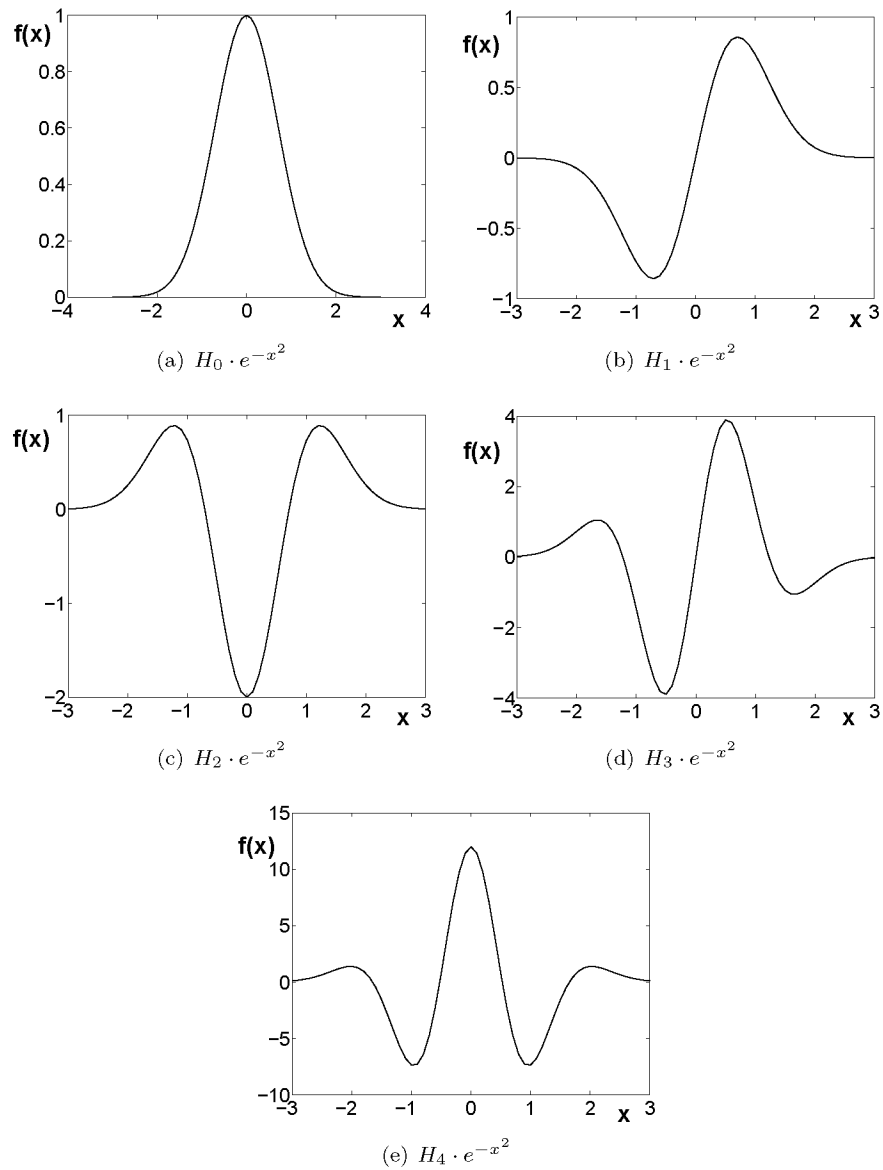 f(x)
1
0.8
0.6
0.4
0.2
0
−4 −2 0 2 4
x
(a) H₀ · e^{−x²}
f(x)
1
0.5
0
−0.5
−1
−3 −2 −1 0 1 2 3
x
(b) H₁ · e^{−x²}
f(x)
1
0
−1
−2
−3 −2 −1 0 1 2 3
x
(c) H₂ · e^{−x²}
f(x)
4
2
0
−2
−4
−3 −2 −1 0 1 2 3
x
(d) H₃ · e^{−x²}
f(x)
15
10
5
0
−5
−10
−3 −2 −1 0 1 2 3
x
(e) H₄ · e^{−x²}